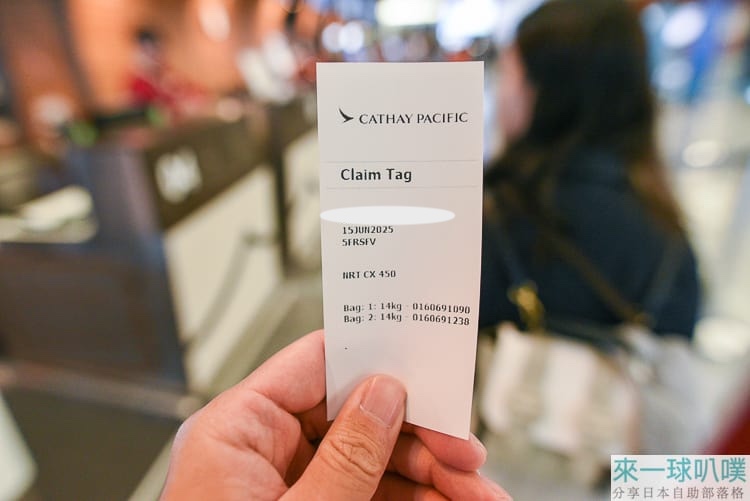 CATHAY PACIFIC
Claim Tag
15JUN2025
5FRSFV
NRT CX 450
Bag: 1: 14kg - 0160691090
Bag: 2: 14kg - 0160691238
.
來一球叭噗
分享日本自助部落格